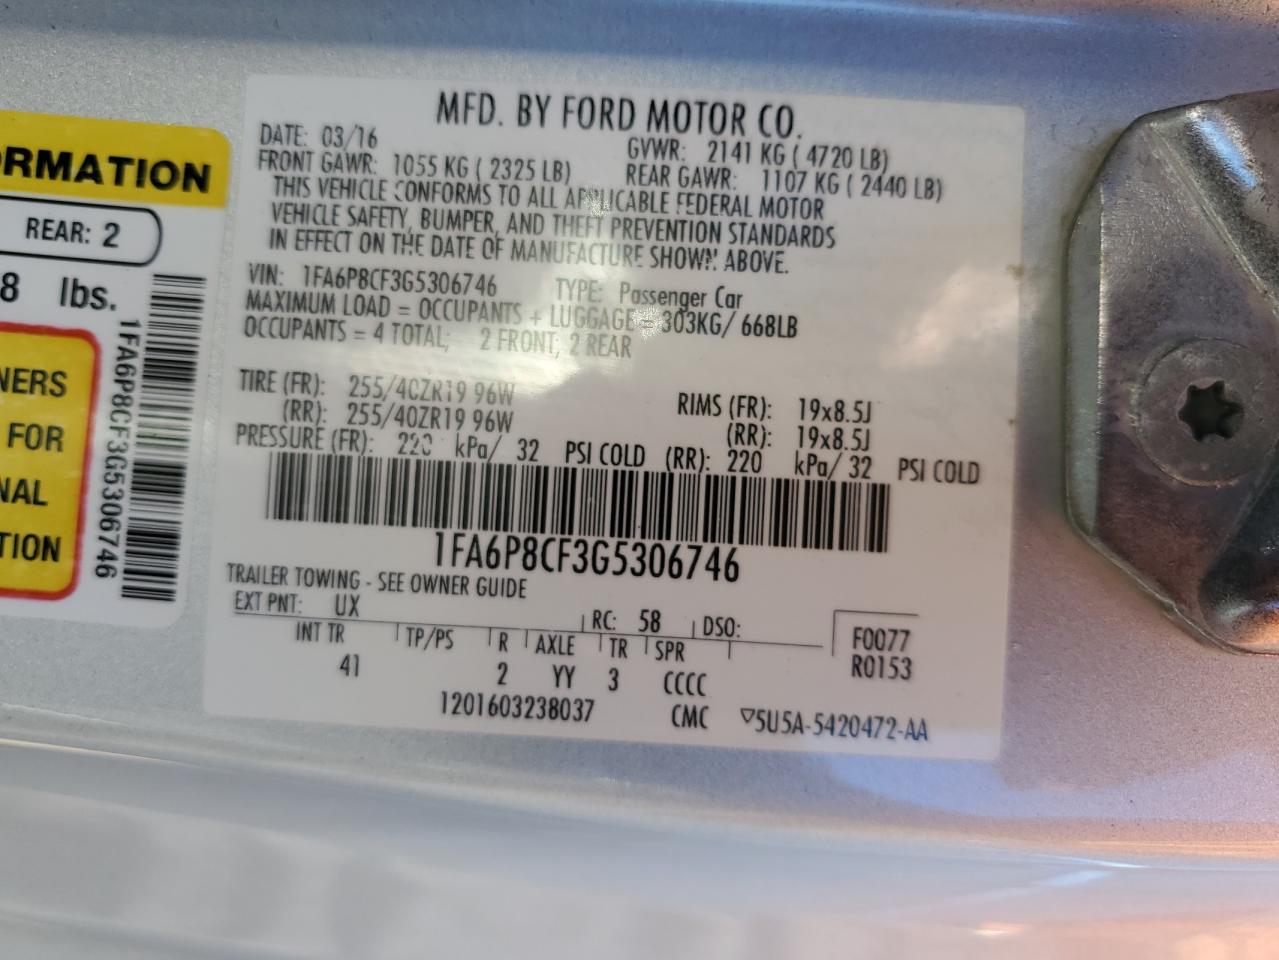 ORMATION
REAR: 2
8 lbs.
NERS
FOR
NAL
TION
1FA6P8CF3G5306746
MFD. BY FORD MOTOR CO.
DATE: 03/16 GVWR: 2141 KG ( 4720 LB)
FRONT GAWR: 1055 KG ( 2325 LB) REAR GAWR: 1107 KG ( 2440 LB)
THIS VEHICLE CONFORMS TO ALL APPLICABLE FEDERAL MOTOR
VEHICLE SAFETY, BUMPER, AND THEFT PREVENTION STANDARDS
IN EFFECT ON THE DATE OF MANUFACTURE SHOWN ABOVE.
VIN: 1FA6P8CF3G5306746 TYPE: Passenger Car
MAXIMUM LOAD = OCCUPANTS + LUGGAGE = 303KG/ 668LB
OCCUPANTS = 4 TOTAL; 2 FRONT; 2 REAR
TIRE (FR): 255/40ZR19 96W RIMS (FR): 19x8.5J
(RR): 255/40ZR19 96W (RR): 19x8.5J
PRESSURE (FR): 220 kPa/ 32 PSI COLD (RR): 220 kPa/ 32 PSI COLD
1FA6P8CF3G5306746
TRAILER TOWING - SEE OWNER GUIDE
EXT PNT: UX RC: 58 DSO:
INT TR TP/PS R AXLE TR SPR F0077
41 2 YY 3 CCCC R0153
1201603238037 CMC ▽5U5A-5420472-AA